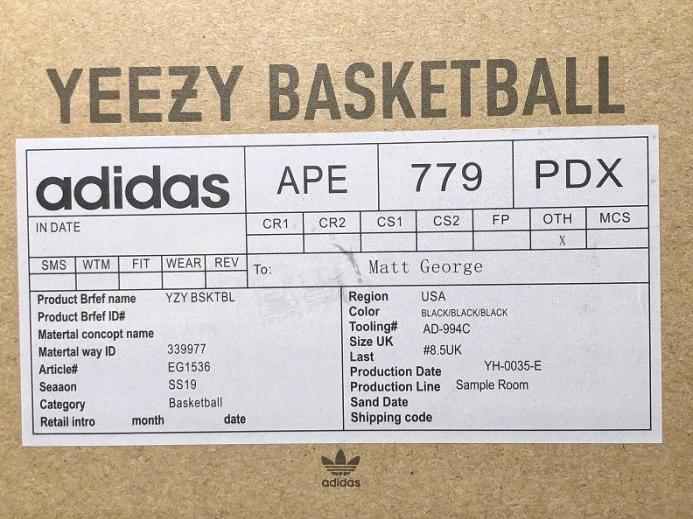 YEEZY BASKETBALL
adidas APE 779 PDX
IN DATE CR1 CR2 CS1 CS2 FP OTH MCS
X
SMS WTM FIT WEAR REV To: Matt George
Product Brfef name YZY BSKTBL
Product Brfef ID#
Matertal concopt name
Matertal way ID 339977
Article# EG1536
Seaaon SS19
Category Basketball
Retail intro month date
Region USA
Color BLACK/BLACK/BLACK
Tooling# AD-994C
Size UK #8.5UK
Last
Production Date YH-0035-E
Production Line Sample Room
Sand Date
Shipping code
adidas